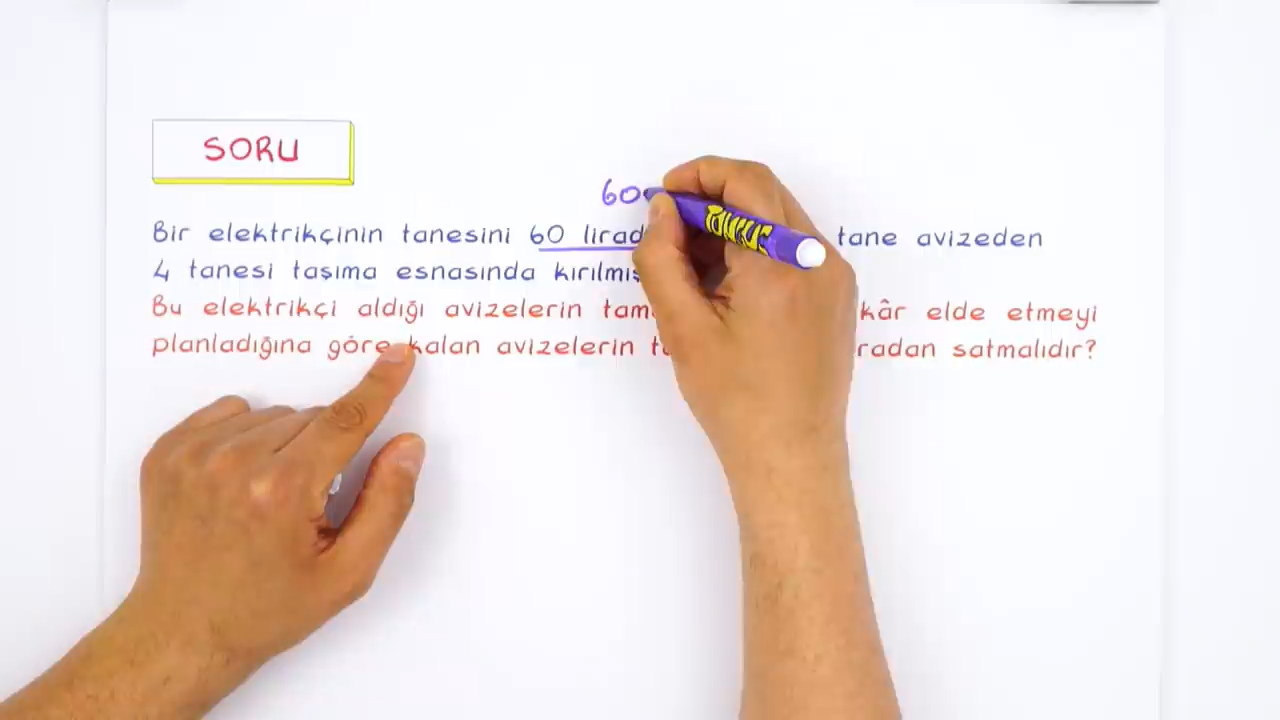 SORU
60
Bir elektrikçinin tanesini 60 lirad tane avizeden
4 tanesi taşıma esnasında kırılmış
Bu elektrikçi aldığı avizelerin tam kâr elde etmeyi
planladığına göre kalan avizelerin t radan satmalıdır?